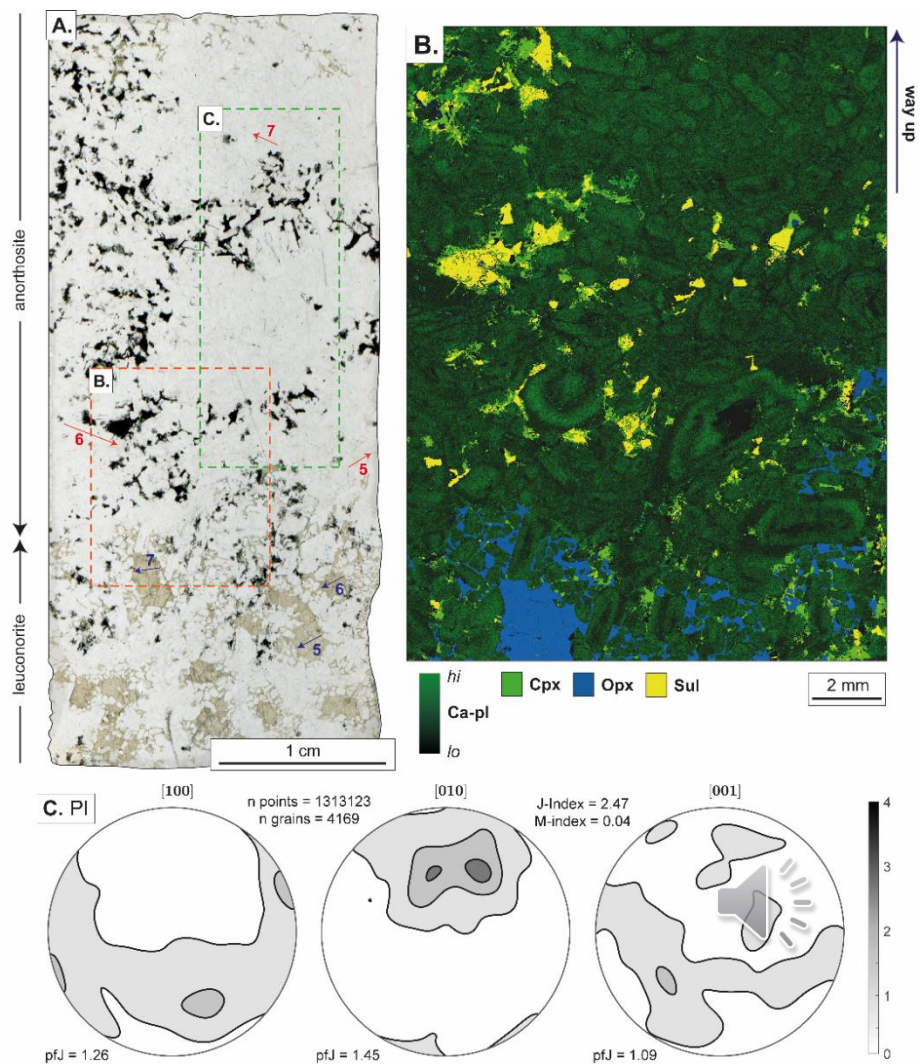 A.
C.
7
B.
6
5
7
6
5
1 cm
anorthosite
leuconorite
B.
way up
hi
Ca-pl
lo
Cpx
Opx
Sul
2 mm
C. Pl
[100]
n points = 1313123
n grains = 4169
[010]
J-Index = 2.47
M-index = 0.04
[001]
4
3
2
1
0
pfJ = 1.26
pfJ = 1.45
pfJ = 1.09